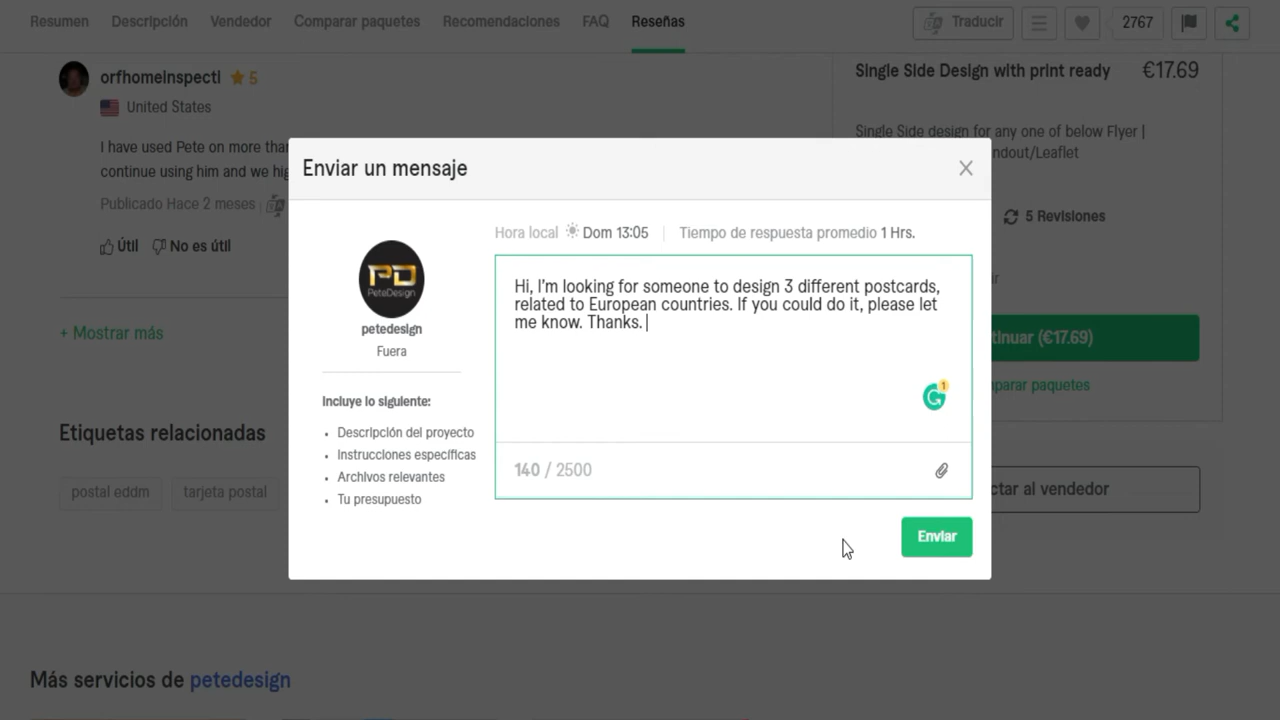 Resumen Descripción Vendedor Comparar paquetes Recomendaciones FAQ Reseñas Traducir 2767
orfhomeinspecti 5
United States
I have used Pete on more than
continue using him and we hig
Publicado Hace 2 meses
Útil No es útil
+ Mostrar más
Etiquetas relacionadas
postal eddm tarjeta postal
Single Side Design with print ready €17.69
Single Side design for any one of below Flyer |
ndout/Leaflet
5 Revisiones
ir
tinuar (€17.69)
parar paquetes
ctar al vendedor
Enviar un mensaje
PD
PeteDesign
petedesign
Fuera
Incluye lo siguiente:
• Descripción del proyecto
• Instrucciones específicas
• Archivos relevantes
• Tu presupuesto
Hora local Dom 13:05 Tiempo de respuesta promedio 1 Hrs.
Hi, I'm looking for someone to design 3 different postcards,
related to European countries. If you could do it, please let
me know. Thanks.
1
140 / 2500
Enviar
Más servicios de petedesign